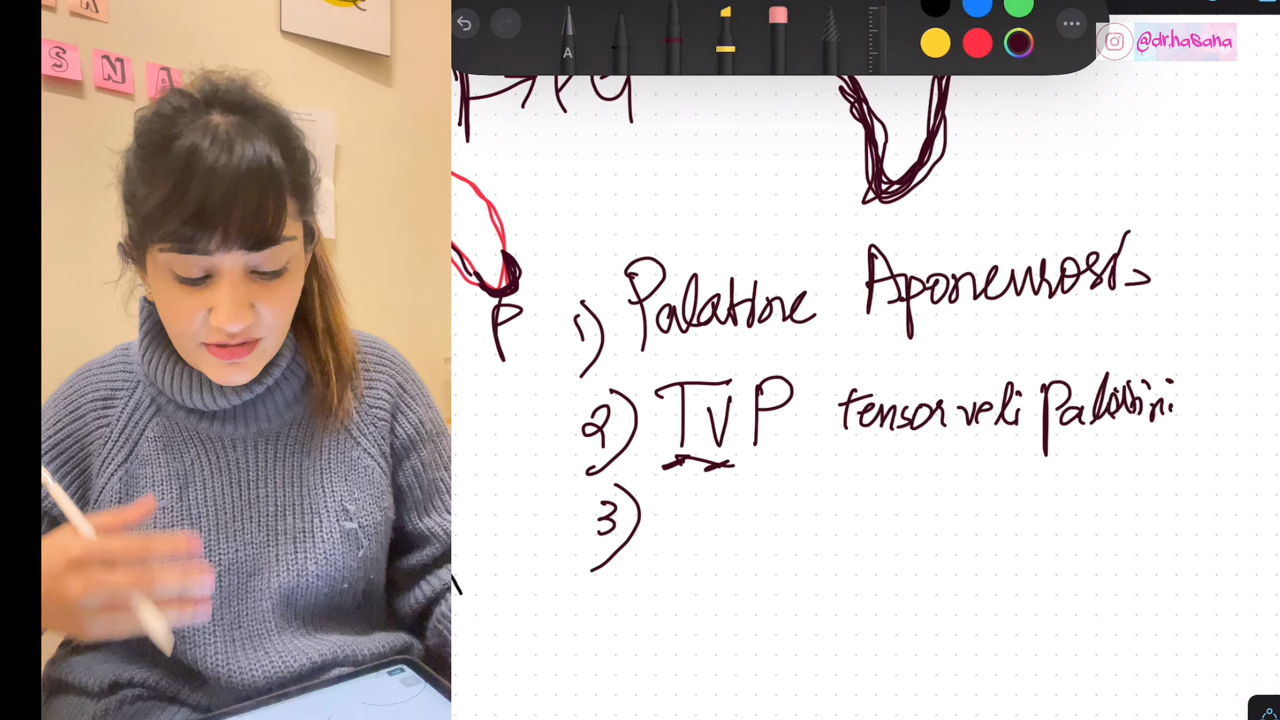 S N A
@dr.hasana
P
1) Palatine Aponeurosis
2) TVP tensor veli Palatini
3)